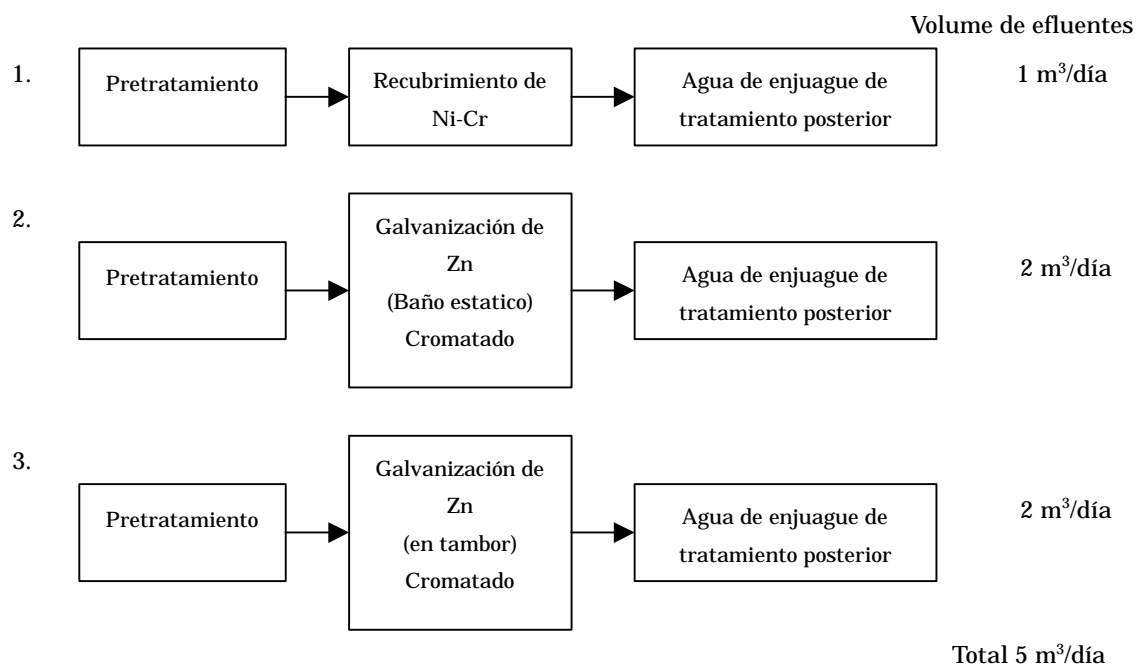 Volume de efluentes
1.
Pretratamiento
Recubrimiento de
Ni-Cr
Agua de enjuague de
tratamiento posterior
1 m³/día
2.
Pretratamiento
Galvanización de
Zn
(Baño estatico)
Cromatado
Agua de enjuague de
tratamiento posterior
2 m³/día
3.
Pretratamiento
Galvanización de
Zn
(en tambor)
Cromatado
Agua de enjuague de
tratamiento posterior
2 m³/día
Total 5 m³/día